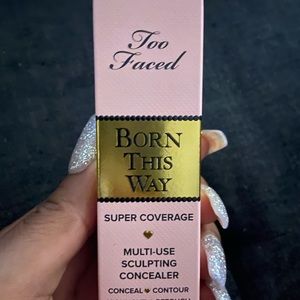 Too
Faced
BORN
THIS
WAY
SUPER COVERAGE
MULTI-USE
SCULPTING
CONCEALER
CONCEAL CONTOUR